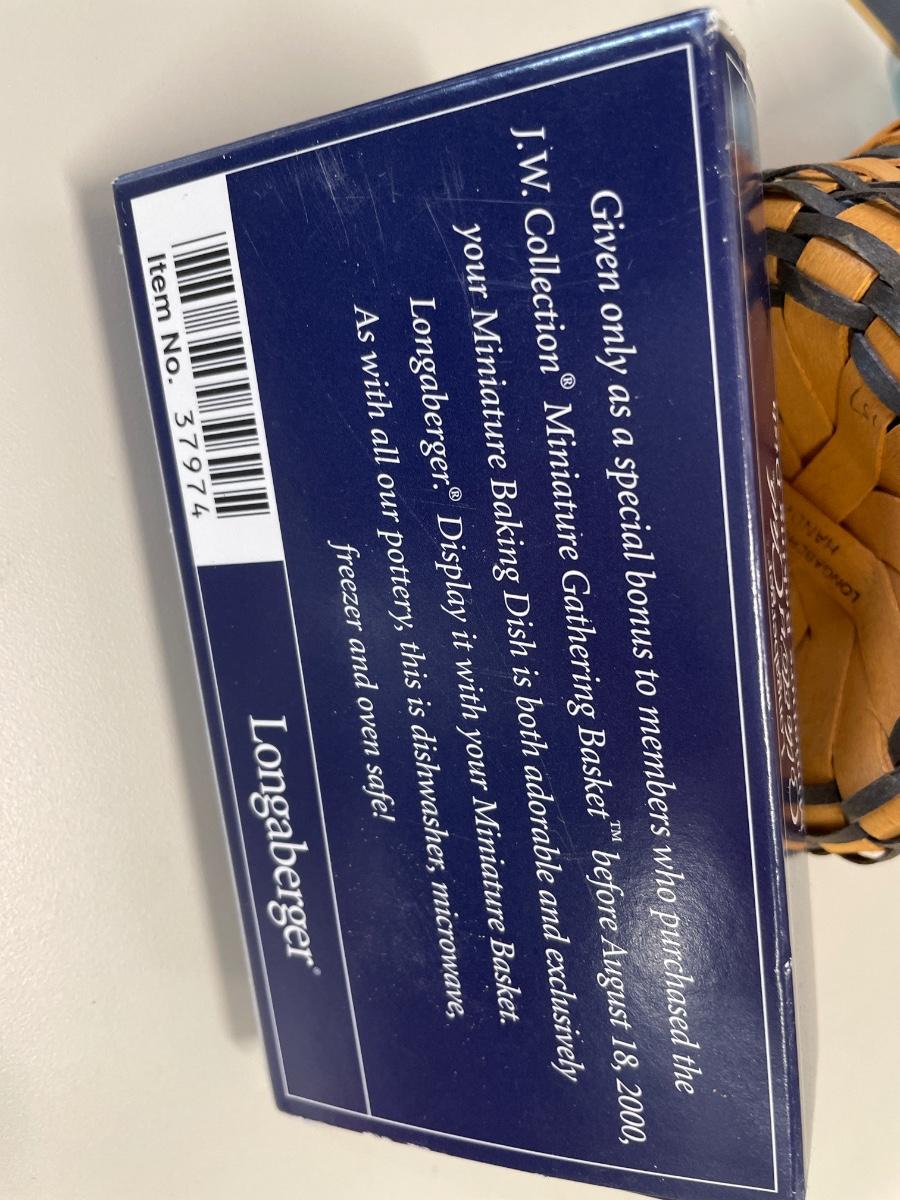 Given only as a special bonus to members who purchased the
J.W. Collection® Miniature Gathering Basket™ before August 18, 2000,
your Miniature Baking Dish is both adorable and exclusively
Longaberger.® Display it with your Miniature Basket.
As with all our pottery, this is dishwasher, microwave,
freezer and oven safe!
Item No. 37974
Longaberger®